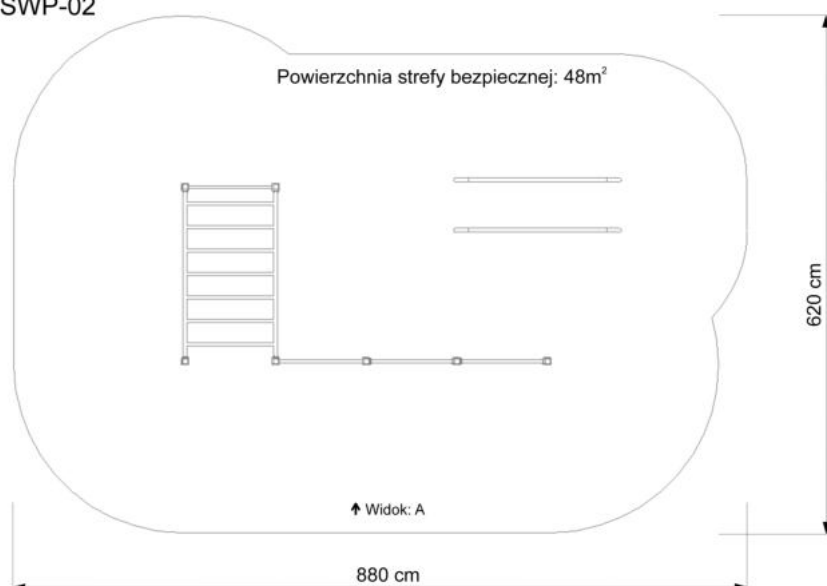 SWP-02
Powierzchnia strefy bezpiecznej: 48m²
620 cm
Widok: A
880 cm